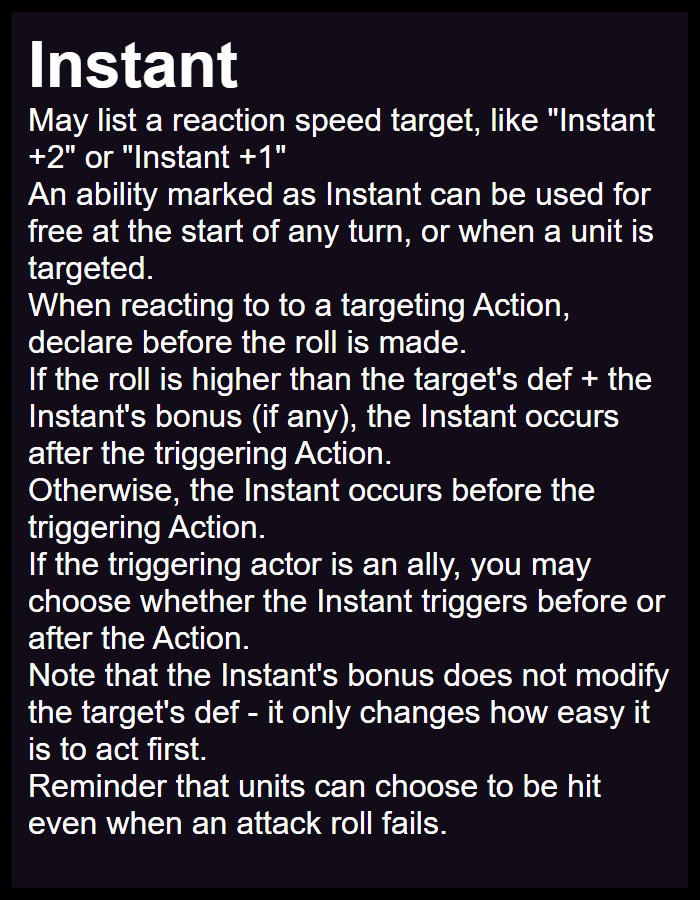 Instant
May list a reaction speed target, like "Instant
+2" or "Instant +1"
An ability marked as Instant can be used for
free at the start of any turn, or when a unit is
targeted.
When reacting to to a targeting Action,
declare before the roll is made.
If the roll is higher than the target's def + the
Instant's bonus (if any), the Instant occurs
after the triggering Action.
Otherwise, the Instant occurs before the
triggering Action.
If the triggering actor is an ally, you may
choose whether the Instant triggers before or
after the Action.
Note that the Instant's bonus does not modify
the target's def - it only changes how easy it
is to act first.
Reminder that units can choose to be hit
even when an attack roll fails.